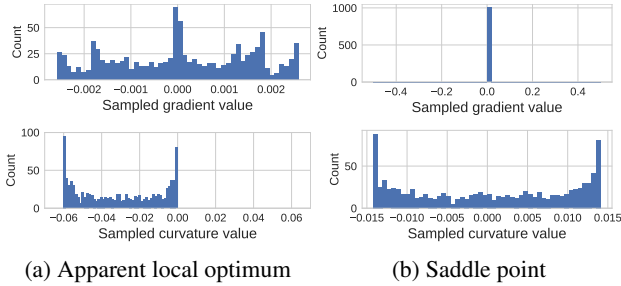 75
50
25
0
Count
−0.002 −0.001 0.000 0.001 0.002
Sampled gradient value
100
50
0
Count
−0.06 −0.04 −0.02 0.00 0.02 0.04 0.06
Sampled curvature value
(a) Apparent local optimum
1000
500
0
Count
−0.4 −0.2 0.0 0.2 0.4
Sampled gradient value
50
0
Count
−0.015 −0.010 −0.005 0.000 0.005 0.010 0.015
Sampled curvature value
(b) Saddle point